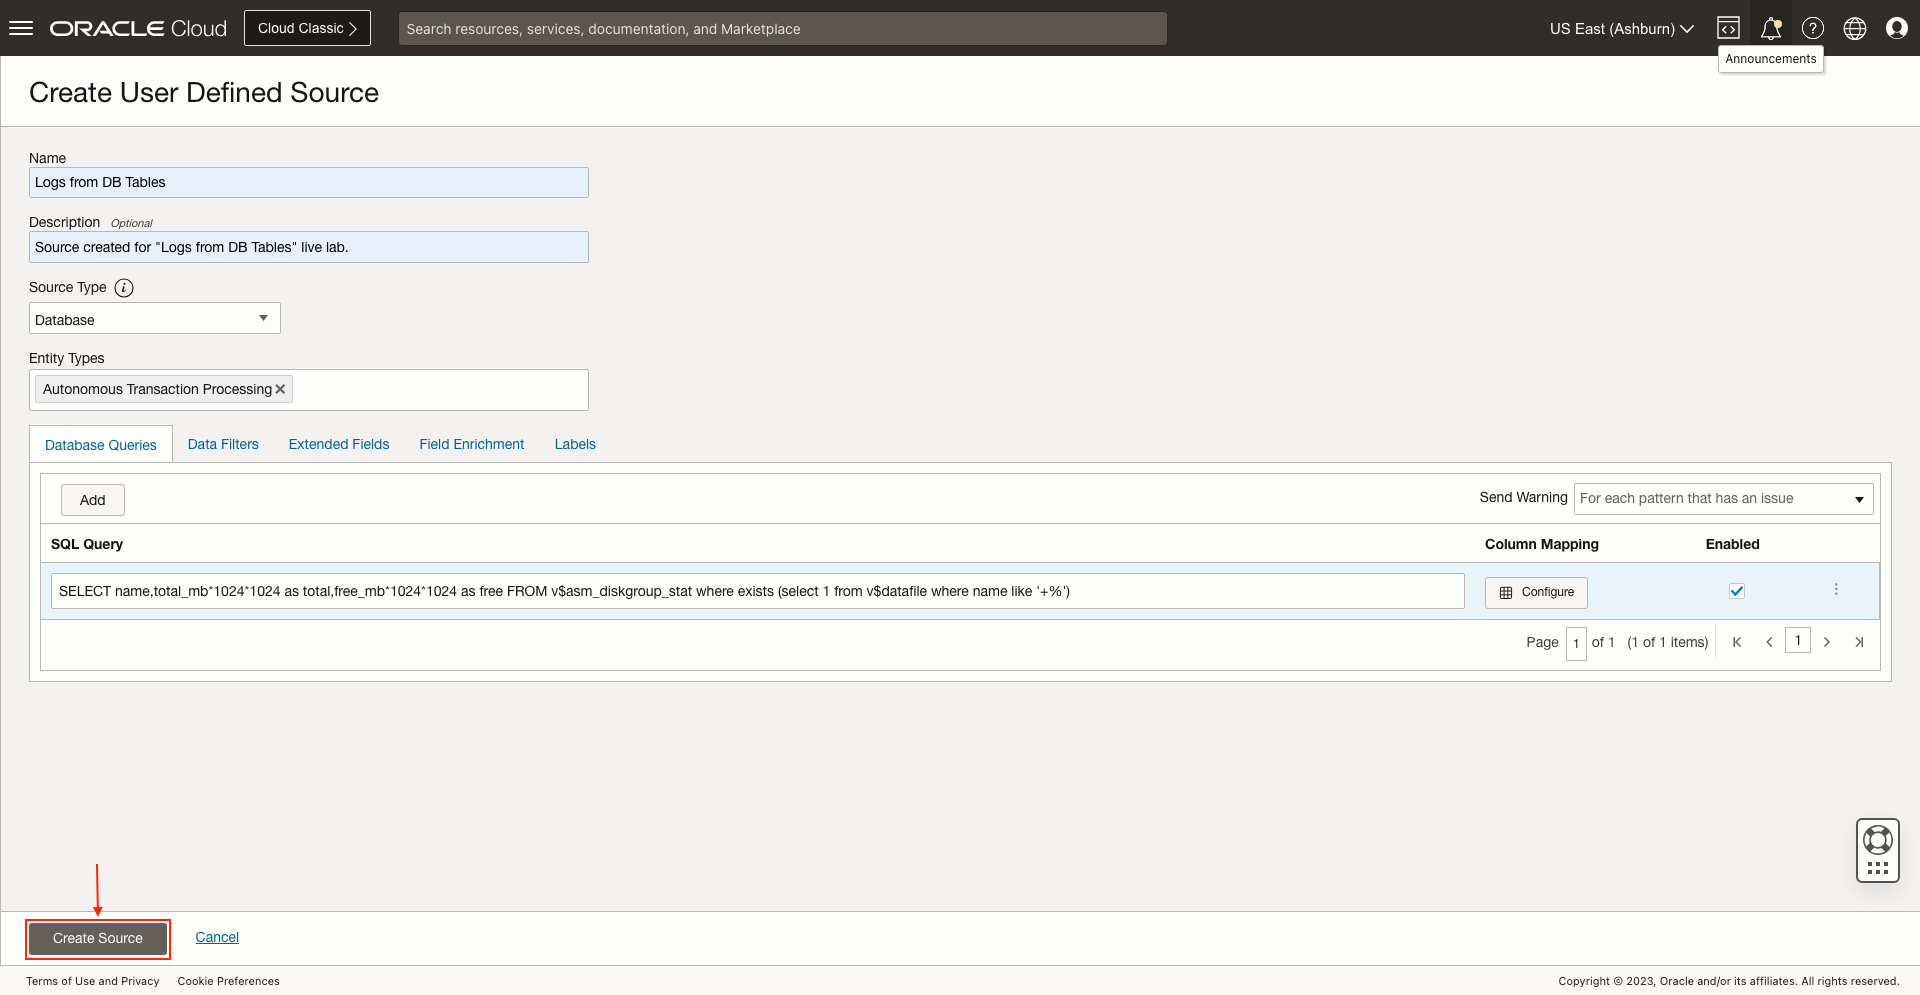 ORACLE Cloud
Cloud Classic
Search resources, services, documentation, and Marketplace
US East (Ashburn)
Announcements
Create User Defined Source
Name
Logs from DB Tables
Description Optional
Source created for "Logs from DB Tables" live lab.
Source Type
Database
Entity Types
Autonomous Transaction Processing
Database Queries Data Filters Extended Fields Field Enrichment Labels
Add
Send Warning For each pattern that has an issue
SQL Query Column Mapping Enabled
SELECT name,total_mb*1024*1024 as total,free_mb*1024*1024 as free FROM v$asm_diskgroup_stat where exists (select 1 from v$datafile where name like '+%')
Configure
Page 1 of 1 (1 of 1 items) 1
Create Source Cancel
Terms of Use and Privacy Cookie Preferences
Copyright © 2023, Oracle and/or its affiliates. All rights reserved.